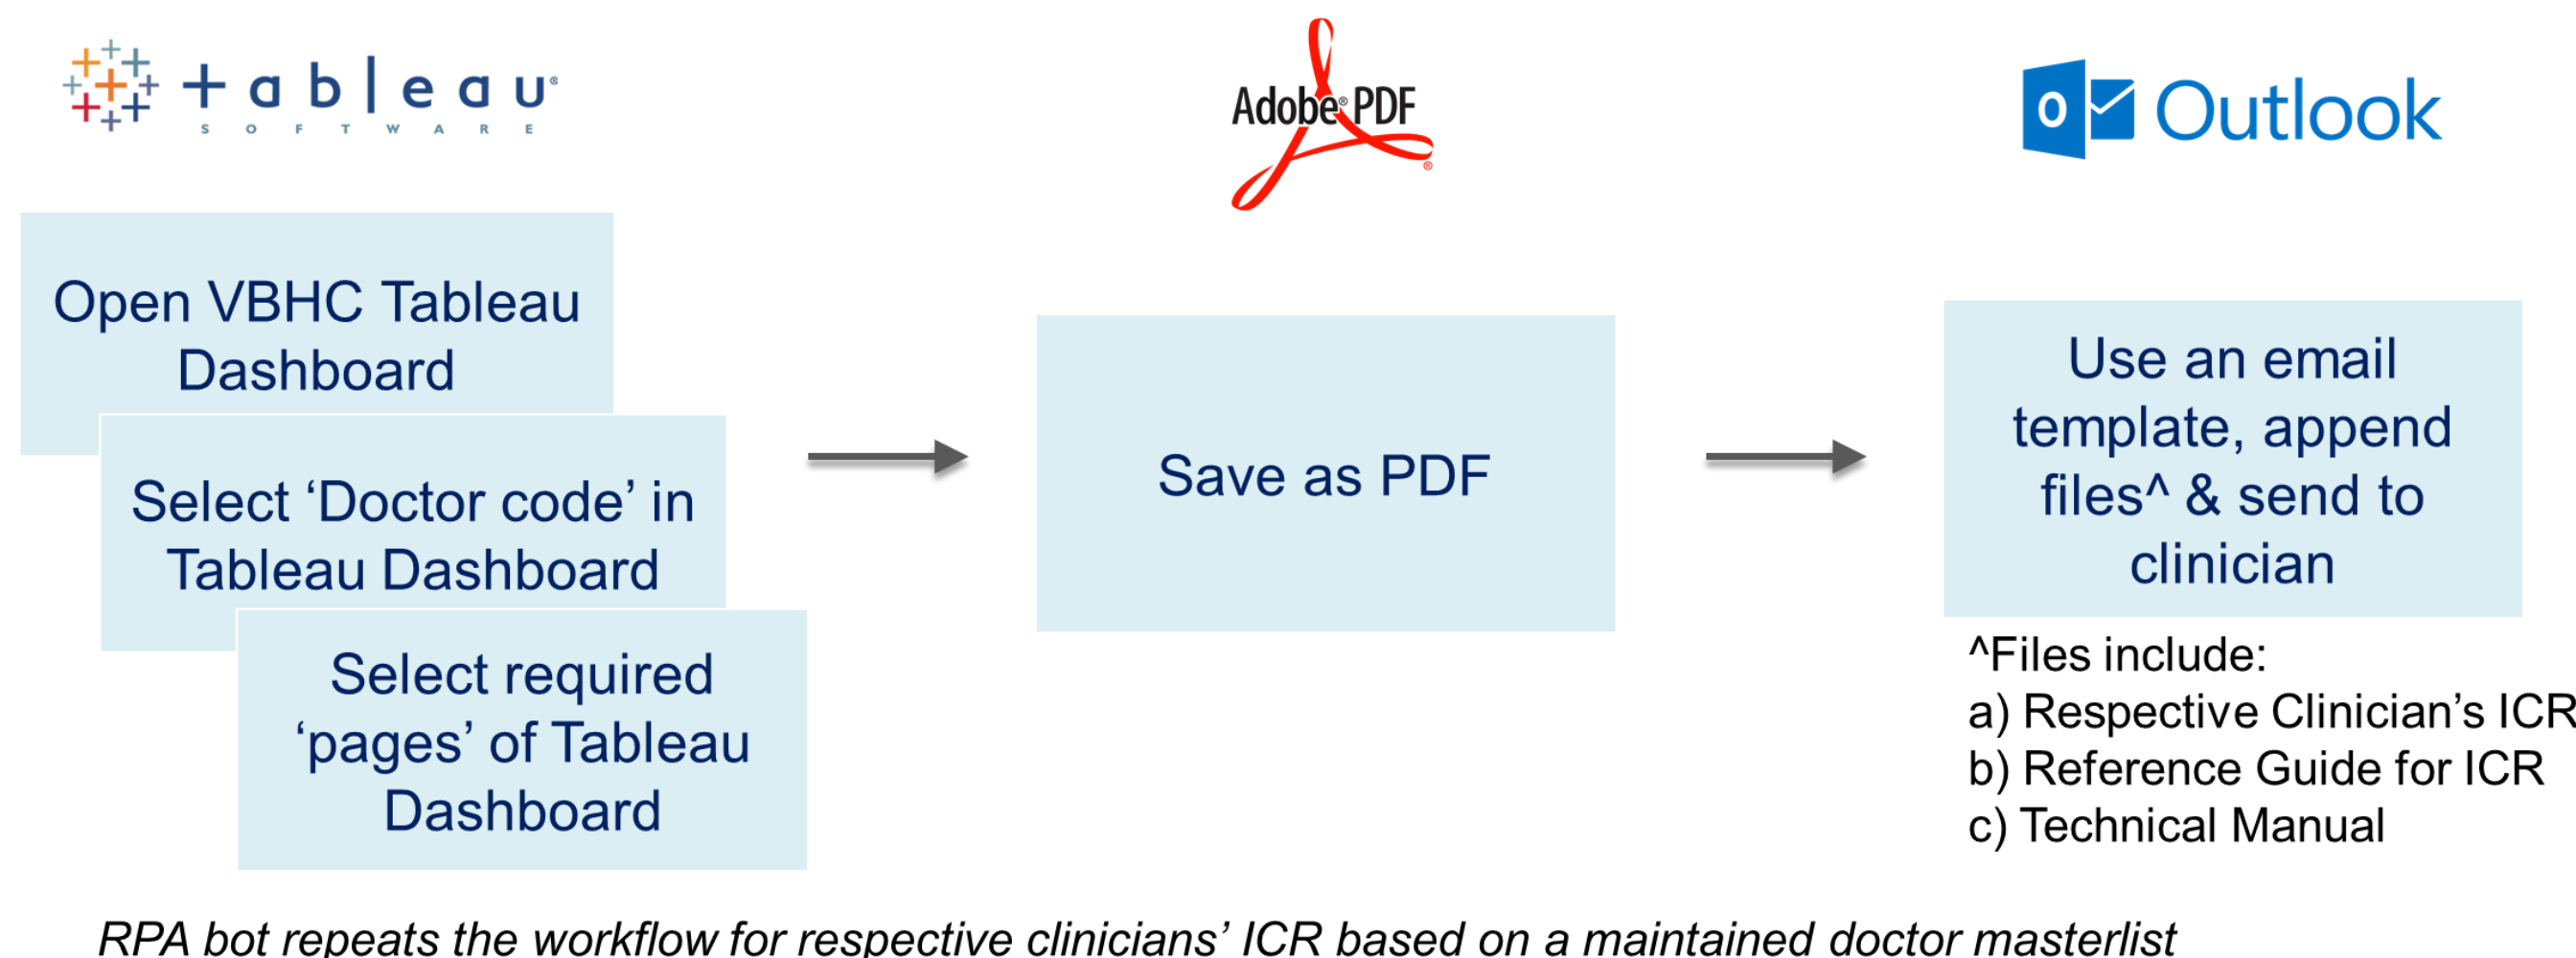 +ableau®
SOFTWARE
Adobe® PDF
®
Outlook
Open VBHC Tableau
Dashboard
Select ‘Doctor code’ in
Tableau Dashboard
Select required
‘pages’ of Tableau
Dashboard
Save as PDF
Use an email
template, append
files^ & send to
clinician
^Files include:
a) Respective Clinician’s ICR
b) Reference Guide for ICR
c) Technical Manual
RPA bot repeats the workflow for respective clinicians’ ICR based on a maintained doctor masterlist